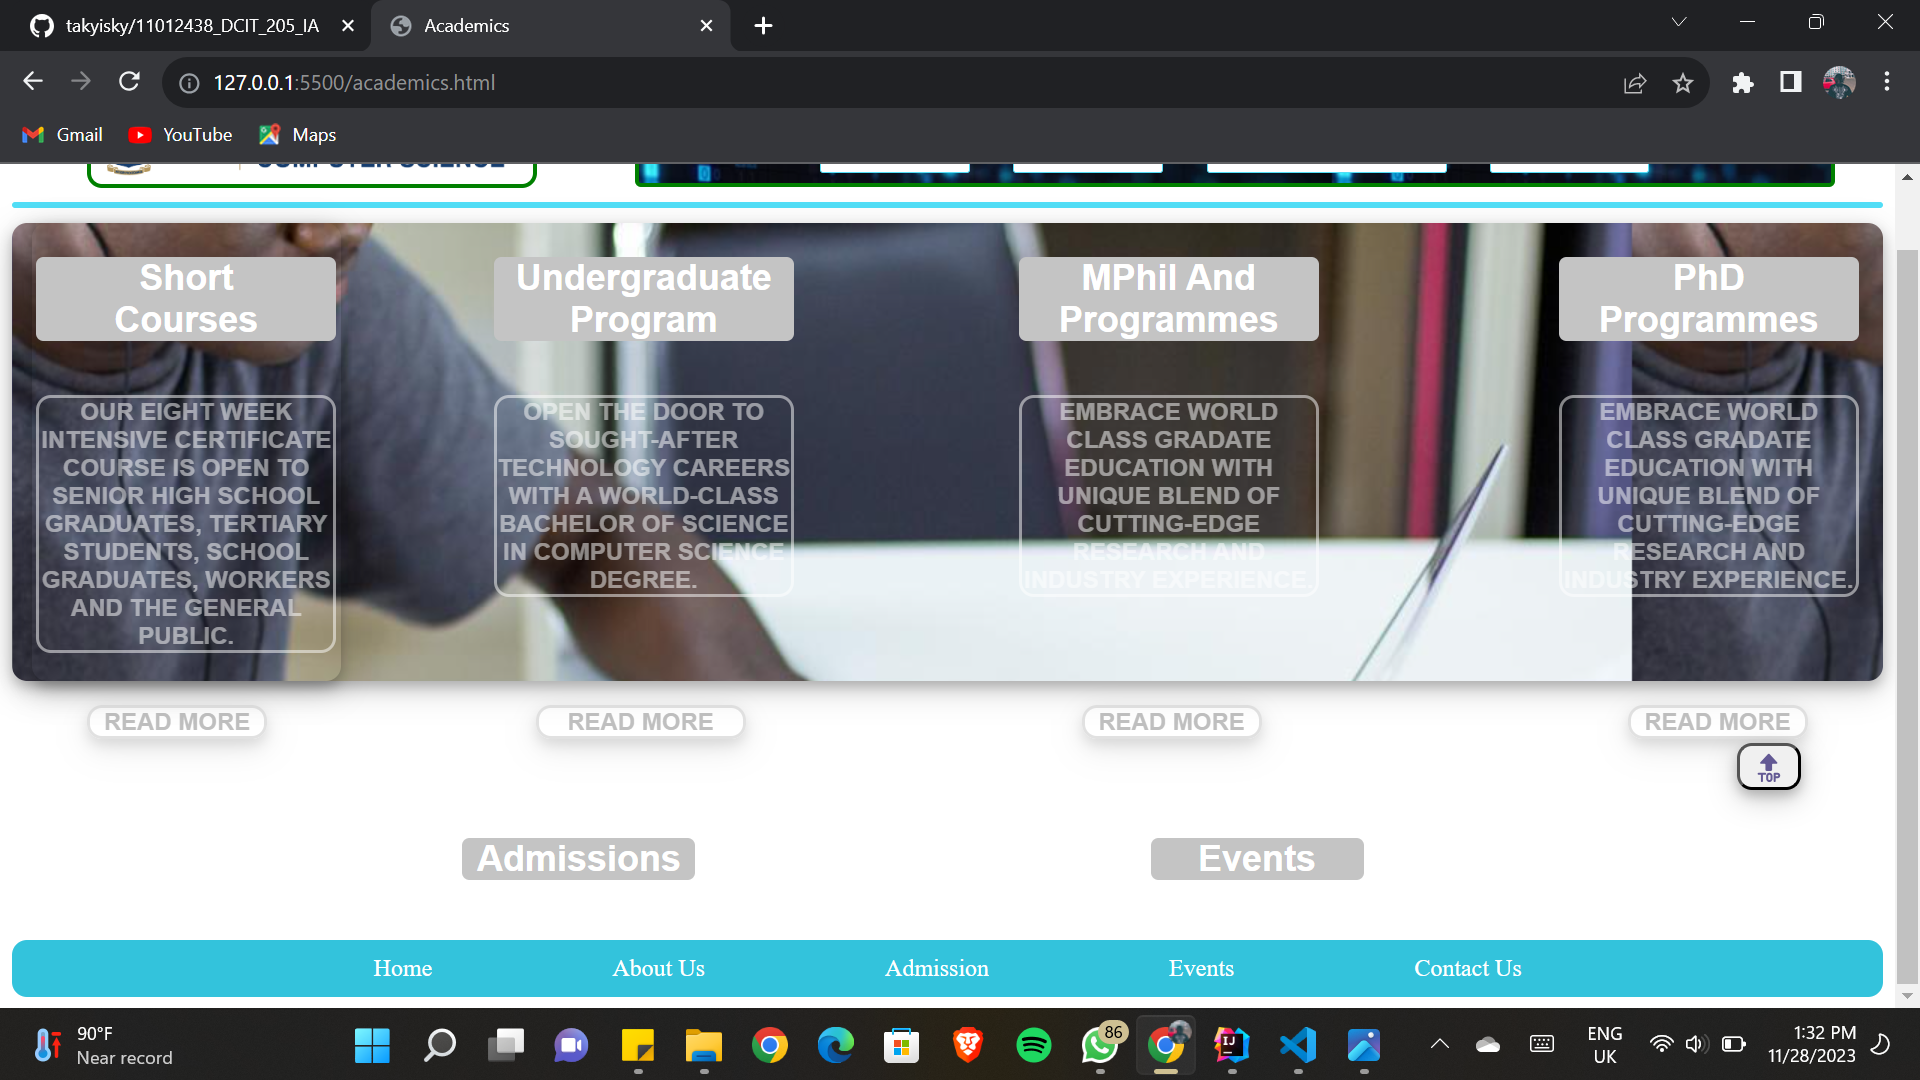 takyisky/11012438_DCIT_205_IA
Academics
127.0.0.1:5500/academics.html
Gmail
YouTube
Maps
COMPUTER SCIENCE
Short
Courses
OUR EIGHT WEEK
INTENSIVE CERTIFICATE
COURSE IS OPEN TO
SENIOR HIGH SCHOOL
GRADUATES, TERTIARY
STUDENTS, SCHOOL
GRADUATES, WORKERS
AND THE GENERAL
PUBLIC.
READ MORE
Undergraduate
Program
OPEN THE DOOR TO
SOUGHT-AFTER
TECHNOLOGY CAREERS
WITH A WORLD-CLASS
BACHELOR OF SCIENCE
IN COMPUTER SCIENCE
DEGREE.
READ MORE
MPhil And
Programmes
EMBRACE WORLD
CLASS GRADATE
EDUCATION WITH
UNIQUE BLEND OF
CUTTING-EDGE
RESEARCH AND
INDUSTRY EXPERIENCE.
READ MORE
PhD
Programmes
EMBRACE WORLD
CLASS GRADATE
EDUCATION WITH
UNIQUE BLEND OF
CUTTING-EDGE
RESEARCH AND
INDUSTRY EXPERIENCE.
READ MORE
TOP
Admissions
Events
Home
About Us
Admission
Events
Contact Us
90°F
Near record
86
IJ
ENG
UK
1:32 PM
11/28/2023